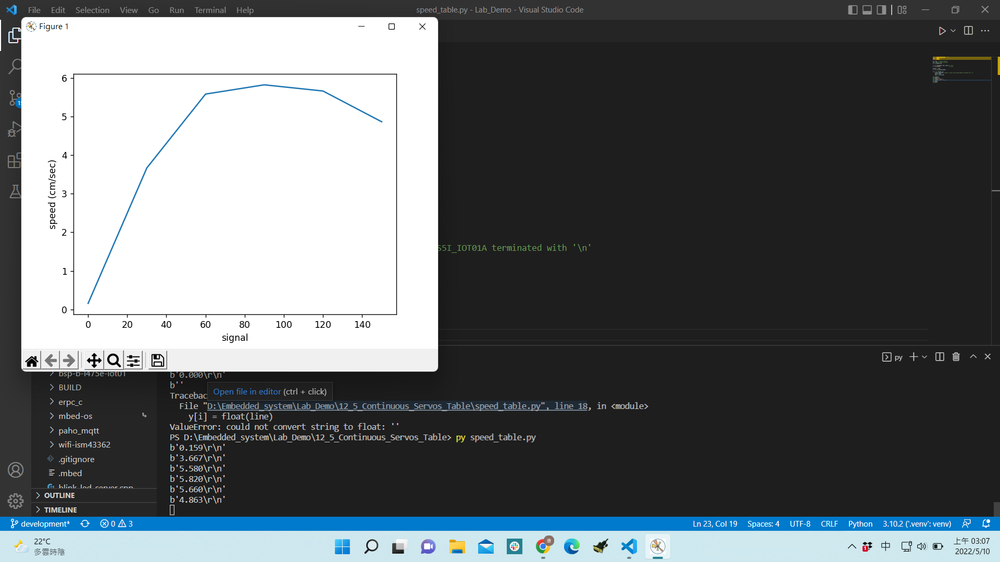 File Edit Selection View Go Run Terminal Help
speed_table.py - Lab_Demo - Visual Studio Code
Figure 1
6
5
4
3
2
1
0
speed (cm/sec)
0 20 40 60 80 100 120 140
signal
S5I_IOT01A terminated with '\n'
py
bsp-b-l475e-iot01
BUILD
erpc_c
mbed-os
paho_mqtt
wifi-ism43362
.gitignore
.mbed
blink_led_server.cpp
OUTLINE
TIMELINE
b'0.000\r\n'
b''
Open file in editor (ctrl + click)
Tracebac
File "D:\Embedded_system\Lab_Demo\12_5_Continuous_Servos_Table\speed_table.py", line 18, in <module>
y[i] = float(line)
ValueError: could not convert string to float: ''
PS D:\Embedded_system\Lab_Demo\12_5_Continuous_Servos_Table> py speed_table.py
b'0.159\r\n'
b'3.667\r\n'
b'5.580\r\n'
b'5.820\r\n'
b'5.660\r\n'
b'4.863\r\n'
development* 0 3
Ln 23, Col 19 Spaces: 4 UTF-8 CRLF Python 3.10.2 ('.venv': venv)
22°C
多雲時陰
1
中
上午 03:07
2022/5/10